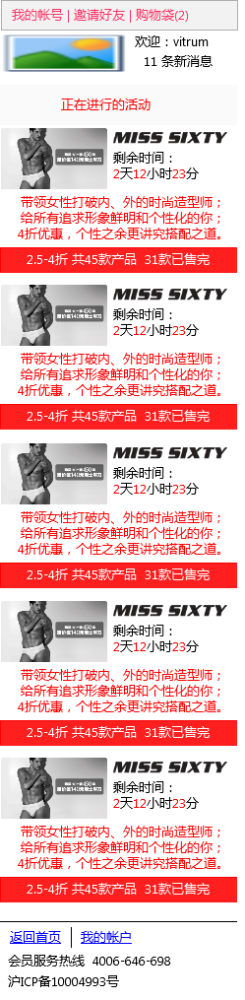 我的帐号 | 邀请好友 | 购物袋(2)
欢迎：vitrum
11 条新消息
正在进行的活动
MISS SIXTY
剩余时间：
2天12小时23分
带领女性打破内、外的时尚造型师；
给所有追求形象鲜明和个性化的你；
4折优惠，个性之余更讲究搭配之道。
2.5-4折 共45款产品 31款已售完
MISS SIXTY
剩余时间：
2天12小时23分
带领女性打破内、外的时尚造型师；
给所有追求形象鲜明和个性化的你；
4折优惠，个性之余更讲究搭配之道。
2.5-4折 共45款产品 31款已售完
MISS SIXTY
剩余时间：
2天12小时23分
带领女性打破内、外的时尚造型师；
给所有追求形象鲜明和个性化的你；
4折优惠，个性之余更讲究搭配之道。
2.5-4折 共45款产品 31款已售完
MISS SIXTY
剩余时间：
2天12小时23分
带领女性打破内、外的时尚造型师；
给所有追求形象鲜明和个性化的你；
4折优惠，个性之余更讲究搭配之道。
2.5-4折 共45款产品 31款已售完
MISS SIXTY
剩余时间：
2天12小时23分
带领女性打破内、外的时尚造型师；
给所有追求形象鲜明和个性化的你；
4折优惠，个性之余更讲究搭配之道。
2.5-4折 共45款产品 31款已售完
返回首页 | 我的帐户
会员服务热线 4006-646-698
沪ICP备10004993号